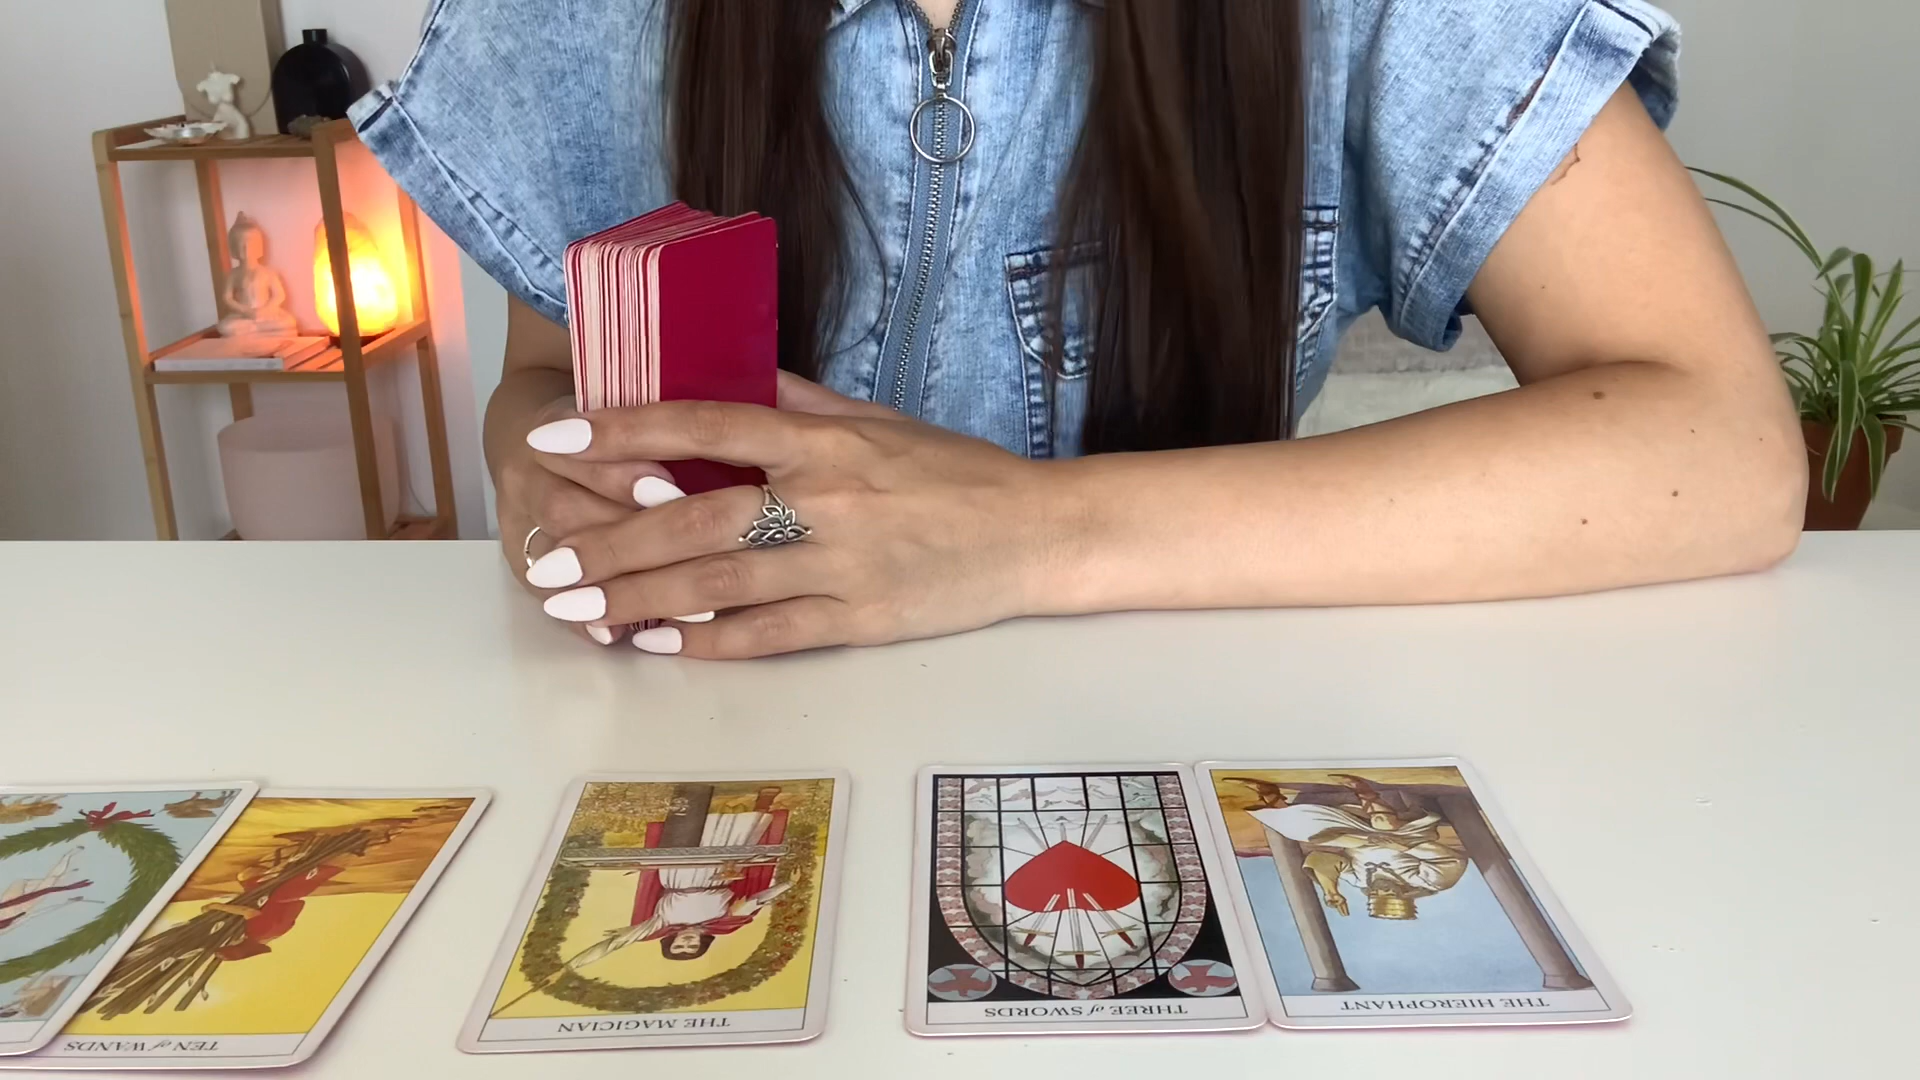 TEN of WANDS
THE MAGICIAN
THREE of SWORDS
THE HIEROPHANT